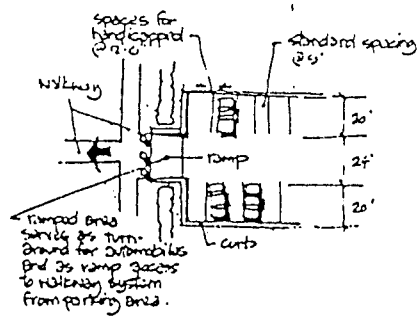 spaces for
handicapped
@ 12'-0"
standard spacing
@ 9'
walkway
ramp
20'
24'
20'
curb
ramped area
serves as turn-
around for automobiles
and as ramp access
to walkway system
from parking area.